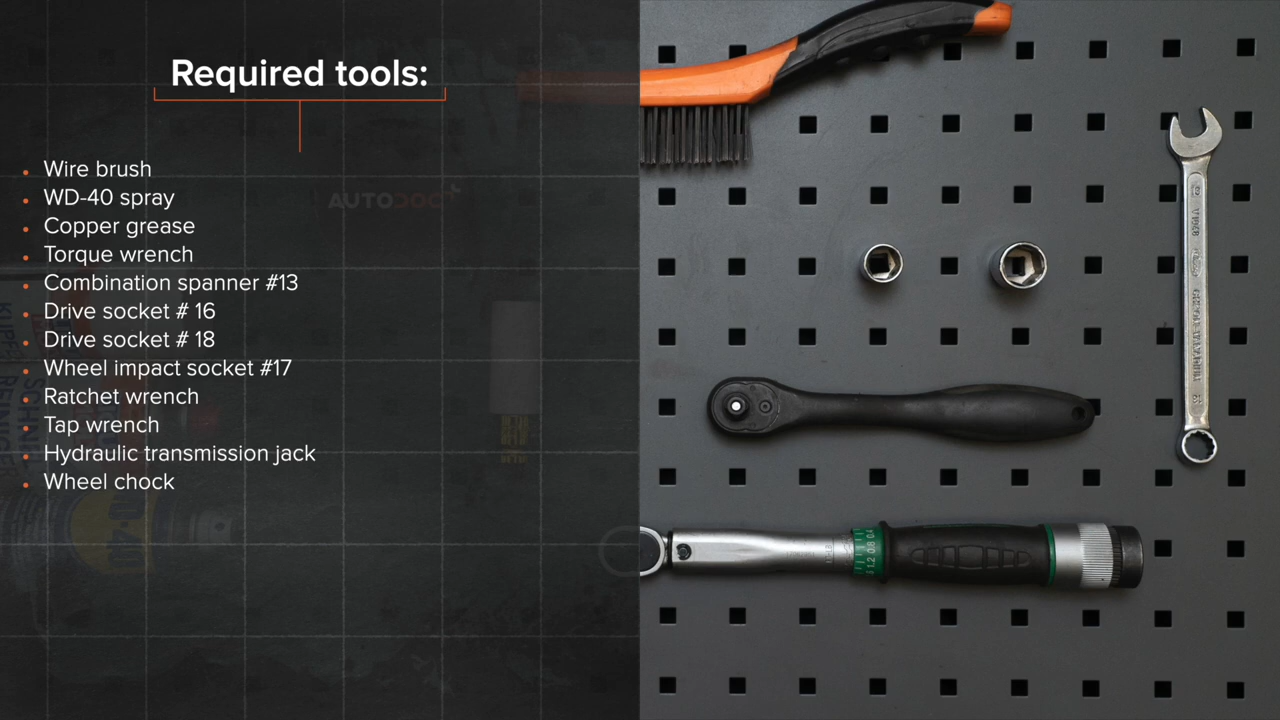 Required tools:
Wire brush
WD-40 spray
AUTODOC
Copper grease
Torque wrench
Combination spanner #13
Drive socket # 16
Drive socket # 18
Wheel impact socket #17
Ratchet wrench
Tap wrench
Hydraulic transmission jack
Wheel chock